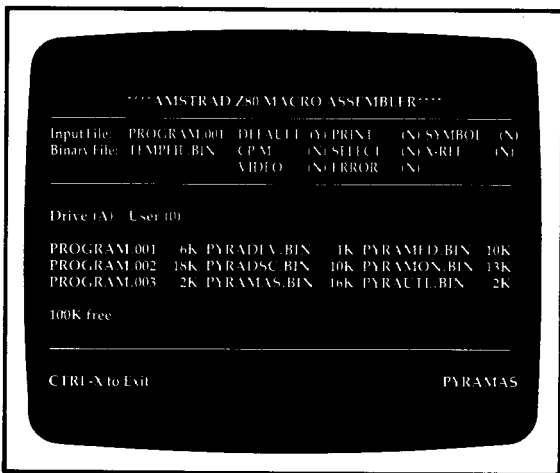 ****AMSTRAD Z80 MACRO ASSEMBLER****
Input File: PROGRAM.001 DEFAULT (Y) PRINT (N) SYMBOL (N)
Binary File: TEMPFIL.BIN CP/M (N) SELECT (N) X-REF (N)
VIDEO (N) ERROR (N)
Drive (A) User (0)
PROGRAM.001 6K PYRADEV.BIN 1K PYRAMED.BIN 10K
PROGRAM.002 18K PYRADSC.BIN 10K PYRAMON.BIN 13K
PROGRAM.003 2K PYRAMAS.BIN 16K PYRAUTL.BIN 2K
100K free
CTRL-X to Exit PYRAMAS